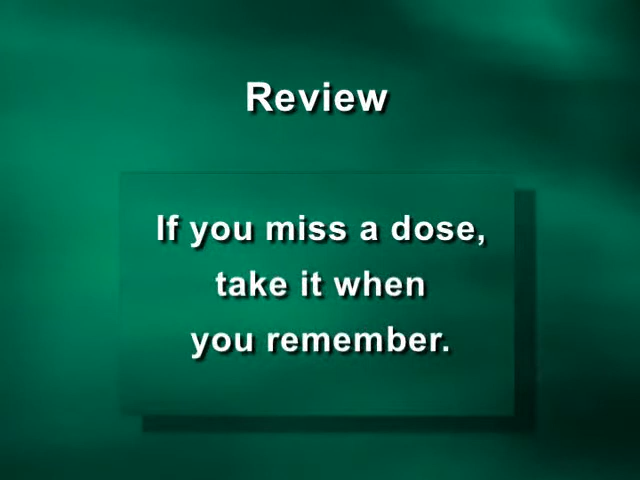 Review
If you miss a dose,
take it when
you remember.